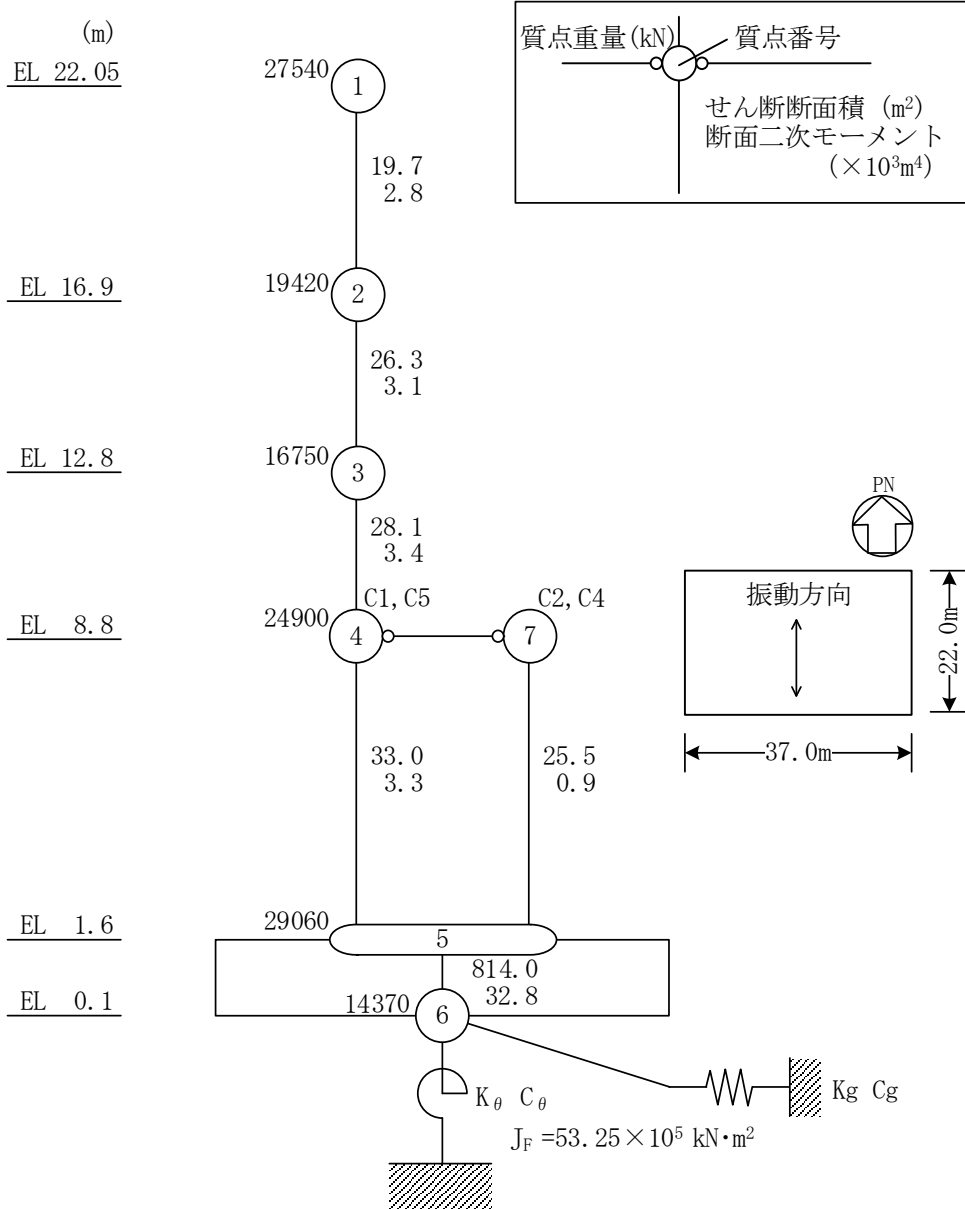 (m)
質点重量(kN)
質点番号
せん断断面積 (m²)
断面二次モーメント
(×10³m⁴)
EL 22.05
27540
1
19.7
2.8
EL 16.9
19420
2
26.3
3.1
EL 12.8
16750
3
28.1
3.4
PN
EL 8.8
24900
C1, C5
4
C2, C4
7
振動方向
22.0m
37.0m
33.0
3.3
25.5
0.9
EL 1.6
29060
5
814.0
32.8
EL 0.1
14370
6
Kθ Cθ
Kg Cg
JF =53.25×10⁵ kN・m²